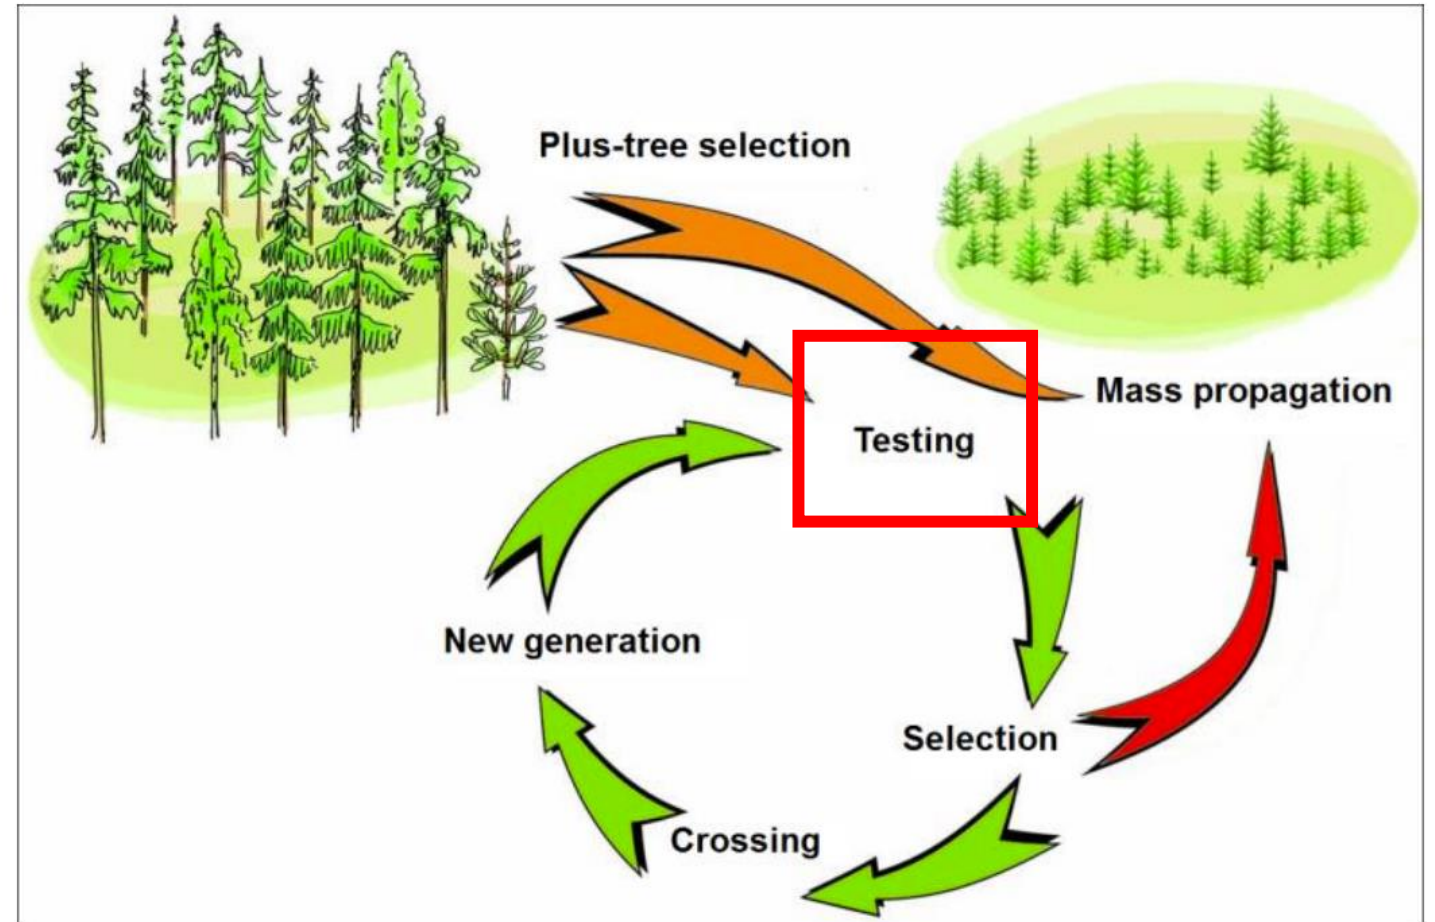 Plus-tree selection
Mass propagation
Testing
New generation
Selection
Crossing